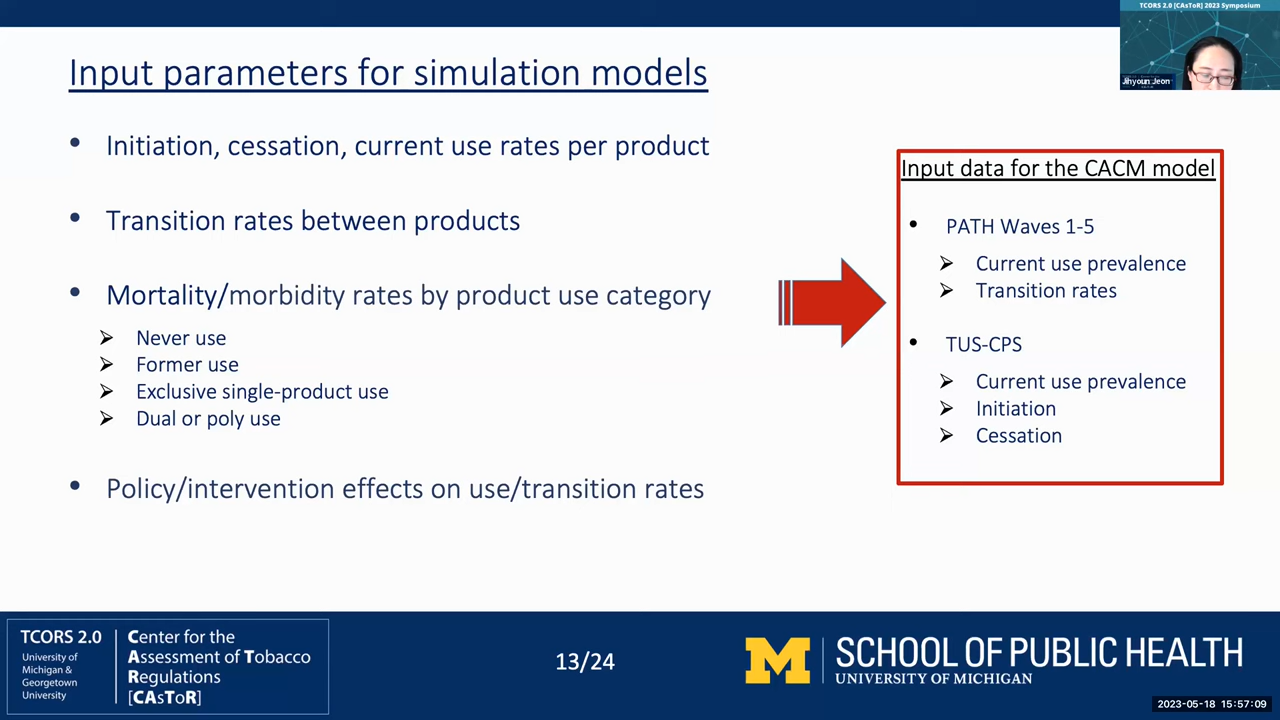 TCORS 2.0 [CAsToR] 2023 Symposium
Jihyoun Jeon
Input parameters for simulation models
• Initiation, cessation, current use rates per product
• Transition rates between products
• Mortality/morbidity rates by product use category
➢ Never use
➢ Former use
➢ Exclusive single-product use
➢ Dual or poly use
• Policy/intervention effects on use/transition rates
Input data for the CACM model
• PATH Waves 1-5
➢ Current use prevalence
➢ Transition rates
• TUS-CPS
➢ Current use prevalence
➢ Initiation
➢ Cessation
TCORS 2.0
University of
Michigan &
Georgetown
University
Center for the
Assessment of Tobacco
Regulations
[CAsToR]
13/24
M
SCHOOL OF PUBLIC HEALTH
UNIVERSITY OF MICHIGAN
2023-05-18 15:57:09